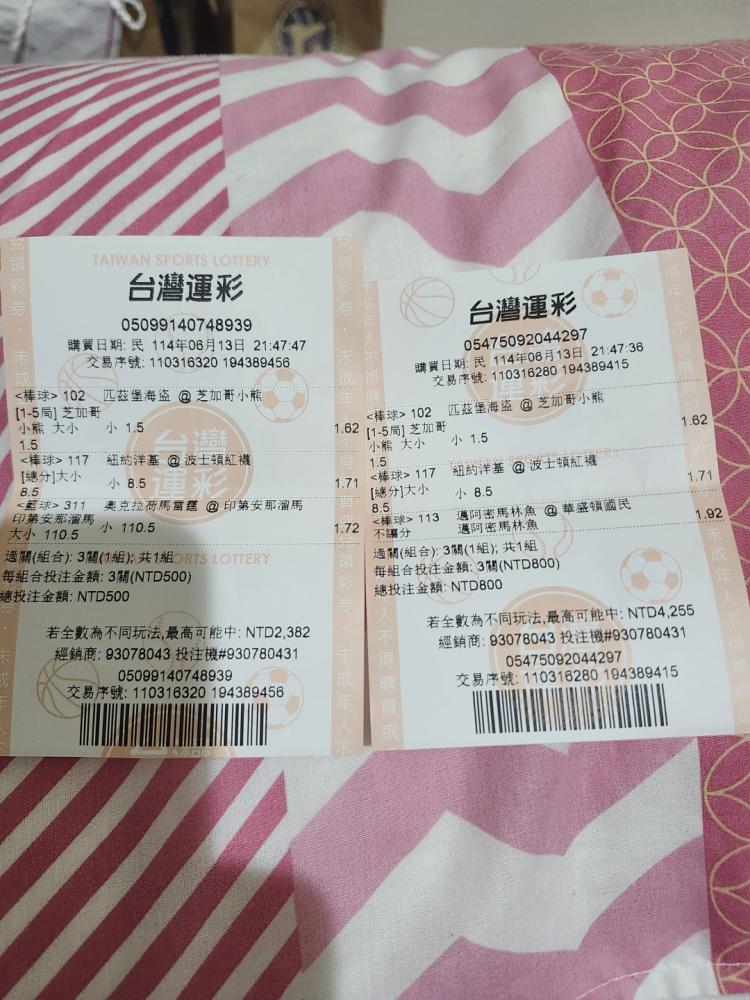 TAIWAN SPORTS LOTTERY
台灣運彩
05099140748939
購買日期: 民 114年06月13日 21:47:47
交易序號: 110316320 194389456
<棒球> 102 匹茲堡海盜 @ 芝加哥小熊
[1-5局] 芝加哥
小熊 大小 小 1.5 1.62
1.5
<棒球> 117 紐約洋基 @ 波士頓紅襪
[總分]大小 小 8.5 1.71
8.5
<籃球> 311 奧克拉荷馬雷霆 @ 印第安那溜馬
印第安那溜馬
大小 110.5 小 110.5 1.72
過關(組合): 3關(1組); 共1組
每組合投注金額: 3關(NTD500)
總投注金額: NTD500
若全數為不同玩法,最高可能中: NTD2,382
經銷商: 93078043 投注機#930780431
05099140748939
交易序號: 110316320 194389456
台灣運彩
05475092044297
購買日期: 民 114年06月13日 21:47:36
交易序號: 110316280 194389415
<棒球> 102 匹茲堡海盜 @ 芝加哥小熊
[1-5局] 芝加哥
小熊 大小 小 1.5 1.62
1.5
<棒球> 117 紐約洋基 @ 波士頓紅襪
[總分]大小 小 8.5 1.71
8.5
<棒球> 113 邁阿密馬林魚 @ 華盛頓國民
不讓分 邁阿密馬林魚 1.92
過關(組合): 3關(1組); 共1組
每組合投注金額: 3關(NTD800)
總投注金額: NTD800
若全數為不同玩法,最高可能中: NTD4,255
經銷商: 93078043 投注機#930780431
05475092044297
交易序號: 110316280 194389415